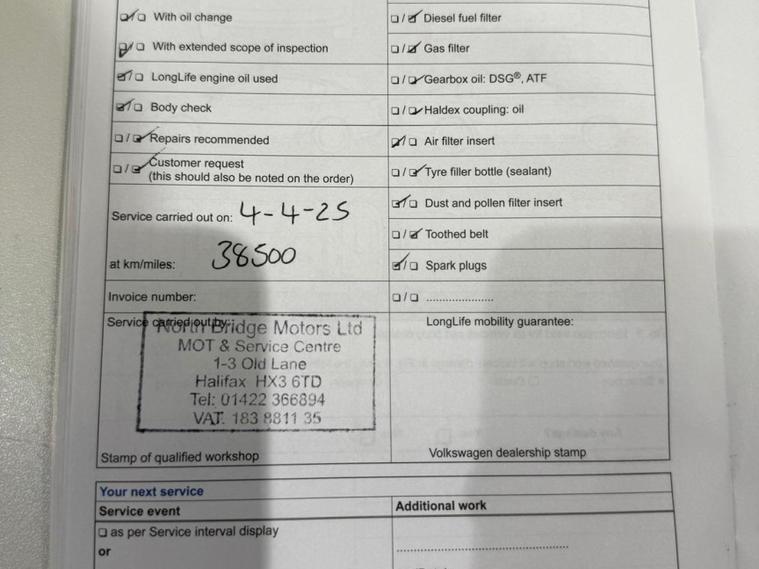 ☑/☐ With oil change
☑/☐ With extended scope of inspection
☑/☐ LongLife engine oil used
☑/☐ Body check
☐/☑ Repairs recommended
☐/☑ Customer request
(this should also be noted on the order)
Service carried out on: 4-4-25
at km/miles: 38500
Invoice number:
Service carried out by:
North Bridge Motors Ltd
MOT & Service Centre
1-3 Old Lane
Halifax HX3 6TD
Tel: 01422 366894
VAT. 183 8811 35
Stamp of qualified workshop
☐/☑ Diesel fuel filter
☐/☑ Gas filter
☐/☑ Gearbox oil: DSG®, ATF
☐/☑ Haldex coupling: oil
☑/☐ Air filter insert
☐/☑ Tyre filler bottle (sealant)
☑/☐ Dust and pollen filter insert
☐/☑ Toothed belt
☑/☐ Spark plugs
☐/☐ ......................
LongLife mobility guarantee:
Volkswagen dealership stamp
Your next service
Service event
☐ as per Service interval display
or
Additional work